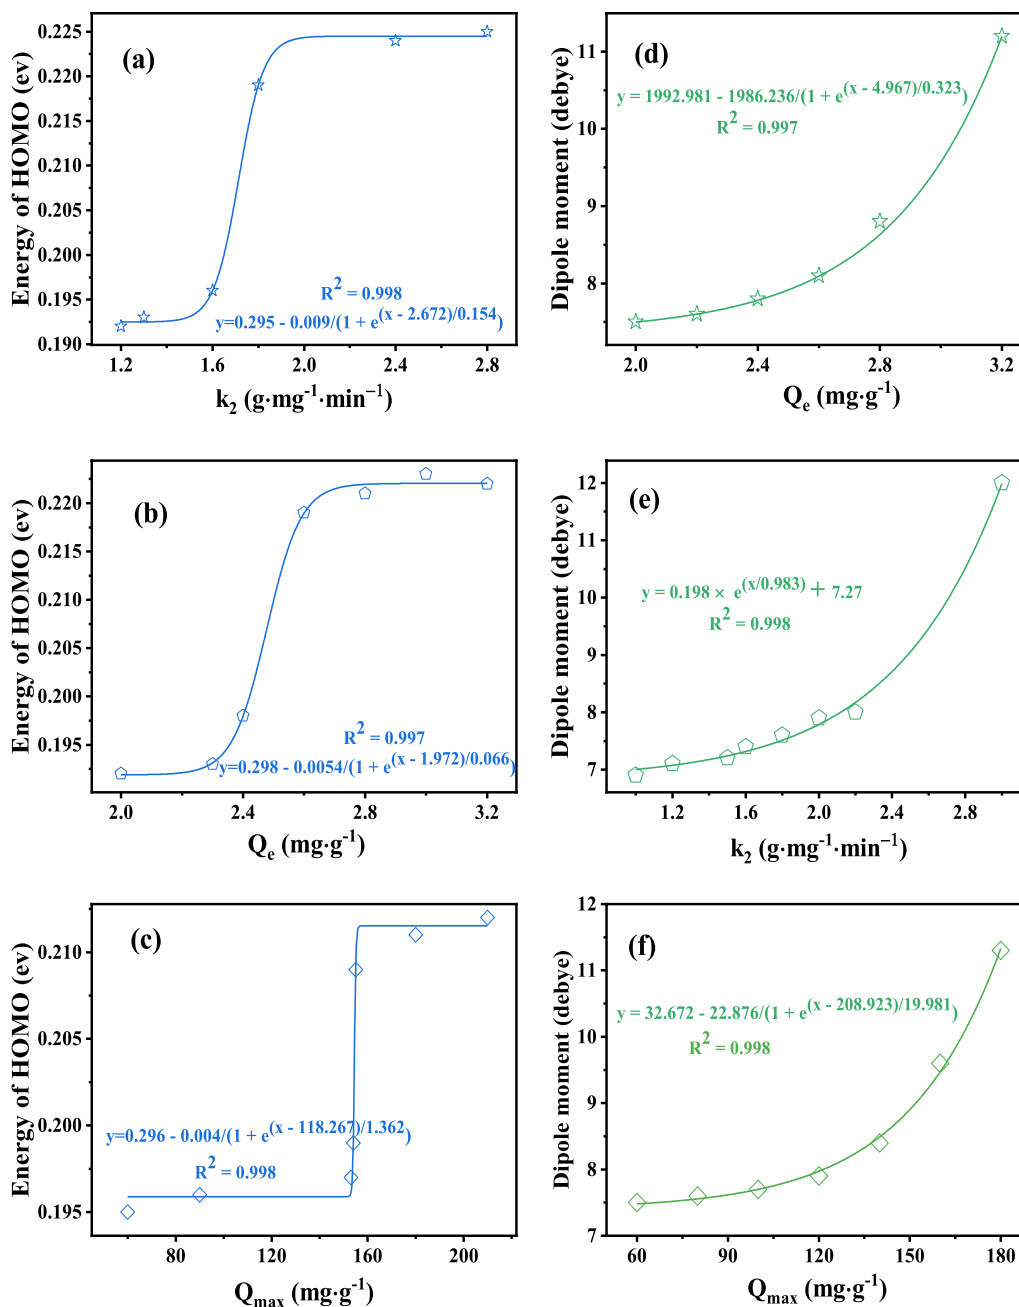 (a)
0.225
0.220
0.215
0.210
0.205
0.200
0.195
0.190
Energy of HOMO (ev)
R² = 0.998
y=0.295 - 0.009/(1 + e^(x - 2.672)/0.154)
1.2 1.6 2.0 2.4 2.8
k₂ (g·mg⁻¹·min⁻¹)
(d)
11
10
9
8
Dipole moment (debye)
y = 1992.981 - 1986.236/(1 + e^(x - 4.967)/0.323)
R² = 0.997
2.0 2.4 2.8 3.2
Qₑ (mg·g⁻¹)
(b)
0.220
0.215
0.210
0.205
0.200
0.195
Energy of HOMO (ev)
R² = 0.997
y=0.298 - 0.0054/(1 + e^(x - 1.972)/0.066)
2.0 2.4 2.8 3.2
Qₑ (mg·g⁻¹)
(e)
12
11
10
9
8
7
Dipole moment (debye)
y = 0.198 × e^(x/0.983) + 7.27
R² = 0.998
1.2 1.6 2.0 2.4 2.8
k₂ (g·mg⁻¹·min⁻¹)
(c)
0.210
0.205
0.200
0.195
Energy of HOMO (ev)
y=0.296 - 0.004/(1 + e^(x - 118.267)/1.362)
R² = 0.998
80 120 160 200
Qmax (mg·g⁻¹)
(f)
12
11
10
9
8
7
Dipole moment (debye)
y = 32.672 - 22.876/(1 + e^(x - 208.923)/19.981)
R² = 0.998
60 90 120 150 180
Qmax (mg·g⁻¹)